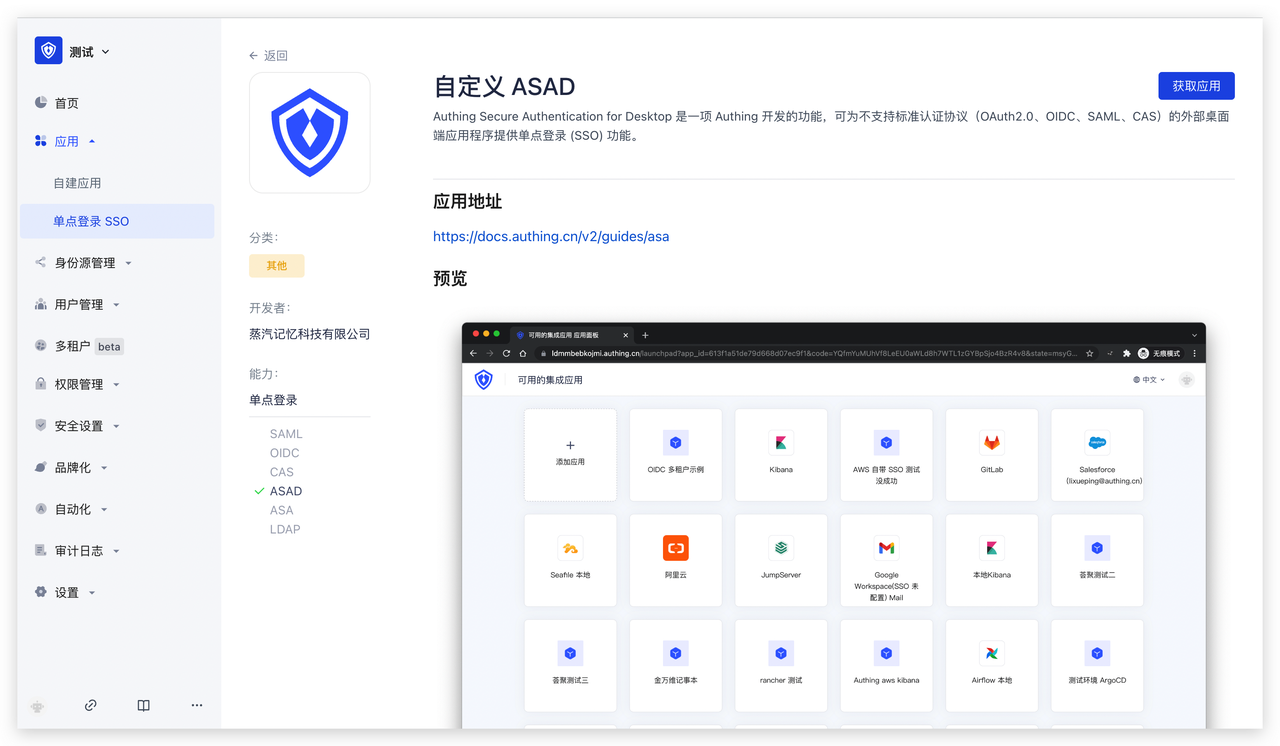 测试
首页
应用
自建应用
单点登录 SSO
身份源管理
用户管理
多租户 beta
权限管理
安全设置
品牌化
自动化
审计日志
设置
返回
分类：
其他
开发者：
蒸汽记忆科技有限公司
能力：
单点登录
SAML
OIDC
CAS
ASAD
ASA
LDAP
自定义 ASAD
获取应用
Authing Secure Authentication for Desktop 是一项 Authing 开发的功能，可为不支持标准认证协议（OAuth2.0、OIDC、SAML、CAS）的外部桌面
端应用程序提供单点登录 (SSO) 功能。
应用地址
https://docs.authing.cn/v2/guides/asa
预览
可用的集成应用 应用面板
ldmmbebkojmi.authing.cn/launchpad?app_id=613f1a51de79d668d07ec9f1&code=YQfmYuMUhVf8LeEU0aWLd8h7WTL1zGYBpSjo4BzR4v8&state=msyG...
无痕模式
可用的集成应用
中文
添加应用
OIDC 多租户示例
Kibana
AWS 自带 SSO 测试
没成功
GitLab
Salesforce
(lixueping@authing.cn)
Seafile 本地
阿里云
JumpServer
Google
Workspace(SSO 未
配置) Mail
本地Kibana
荟聚测试二
荟聚测试三
金万维记事本
rancher 测试
Authing aws kibana
Airflow 本地
测试环境 ArgoCD